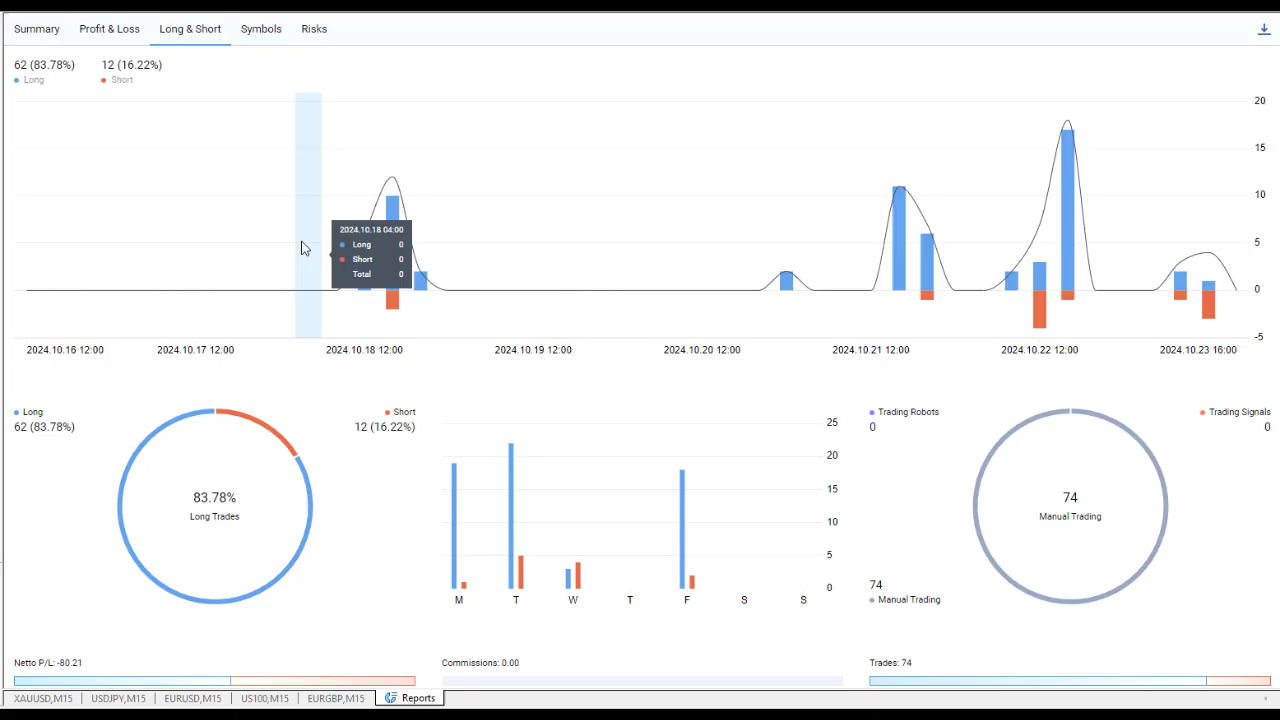 Summary Profit & Loss Long & Short Symbols Risks
62 (83.78%) 12 (16.22%)
Long Short
20
15
10
5
0
-5
2024.10.18 04:00
Long 0
Short 0
Total 0
2024.10.16 12:00 2024.10.17 12:00 2024.10.18 12:00 2024.10.19 12:00 2024.10.20 12:00 2024.10.21 12:00 2024.10.22 12:00 2024.10.23 16:00
Long Short
62 (83.78%) 12 (16.22%)
83.78%
Long Trades
25
20
15
10
5
0
M T W T F S S
Trading Robots Trading Signals
0 0
74
Manual Trading
74
Manual Trading
Netto P/L: -80.21 Commissions: 0.00 Trades: 74
XAUUSD,M15 USDJPY,M15 EURUSD,M15 US100,M15 EURGBP,M15 Reports